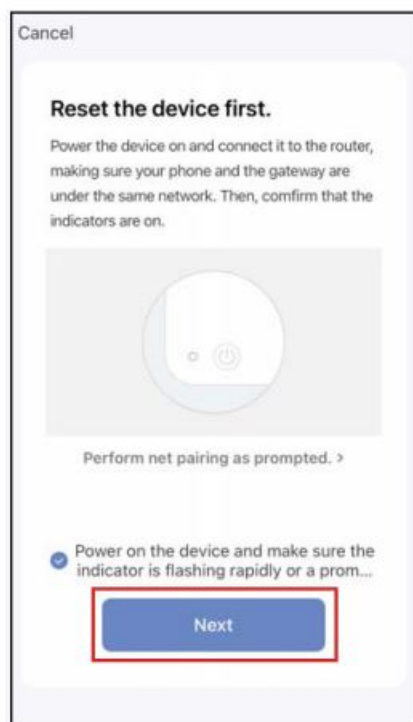 Cancel
Reset the device first.
Power the device on and connect it to the router,
making sure your phone and the gateway are
under the same network. Then, comfirm that the
indicators are on.
Perform net pairing as prompted. >
Power on the device and make sure the
indicator is flashing rapidly or a prom...
Next